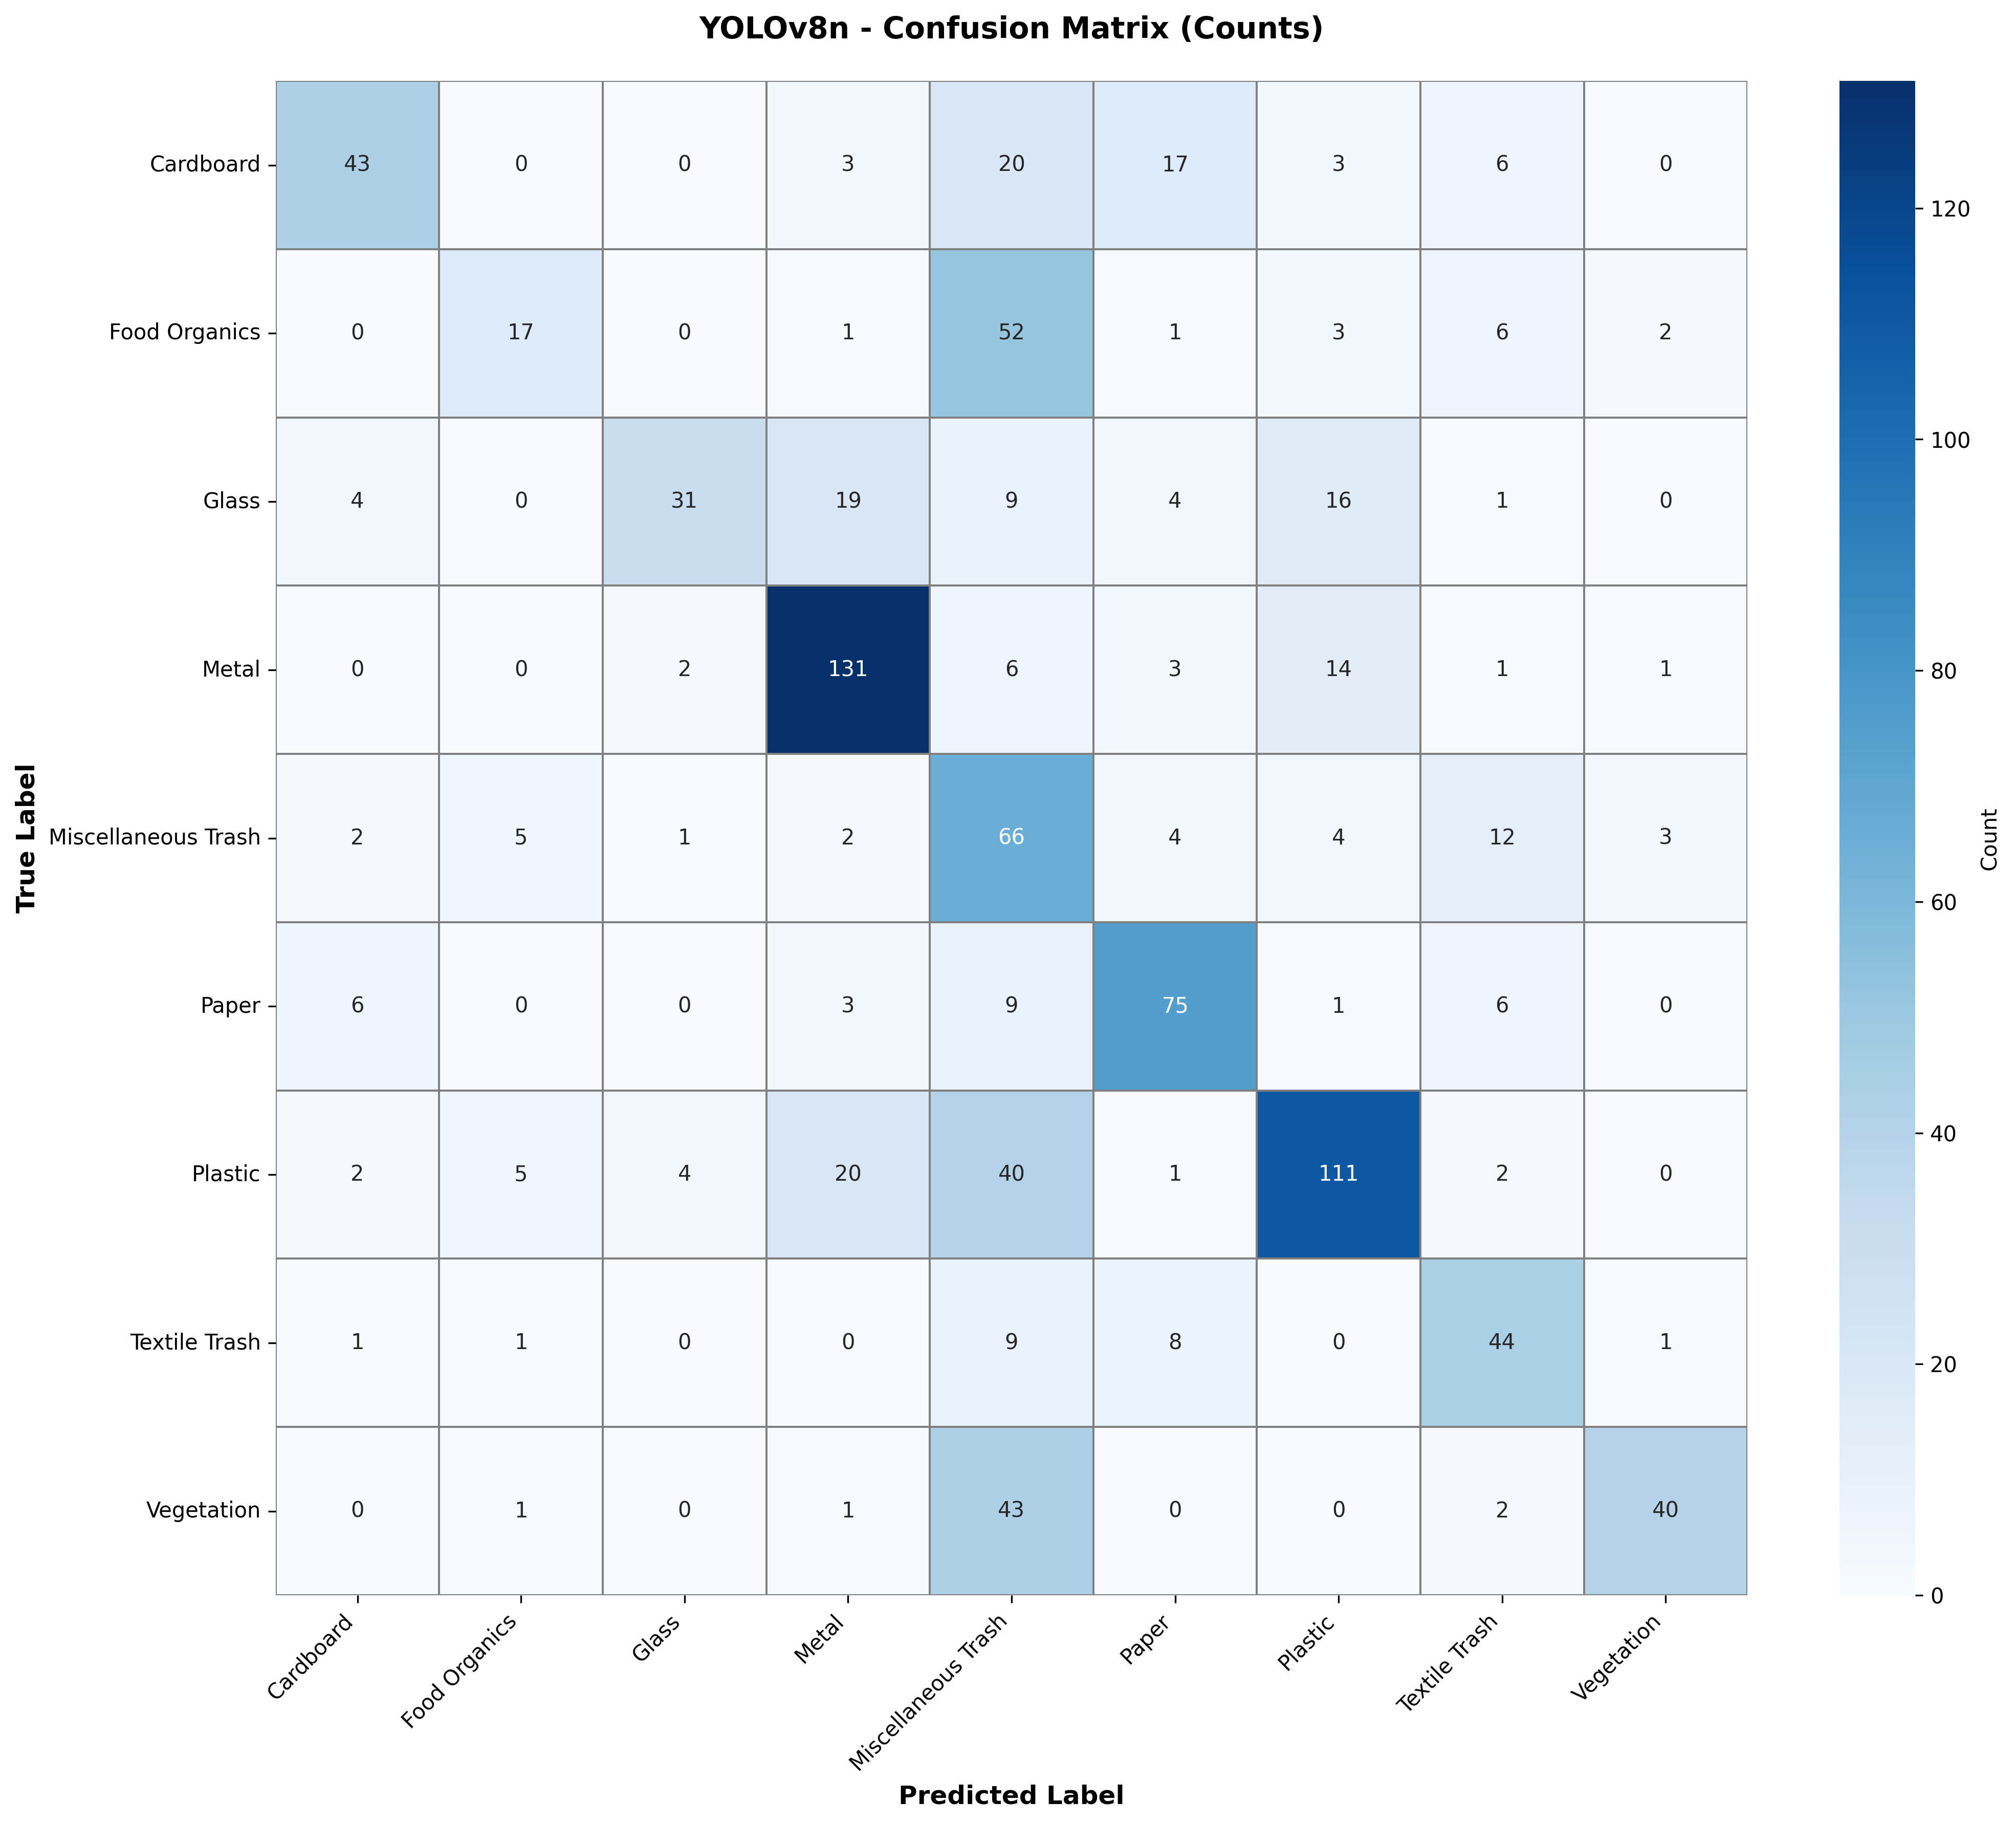 YOLOv8n - Confusion Matrix (Counts)
Cardboard 43 0 0 3 20 17 3 6 0
Food Organics 0 17 0 1 52 1 3 6 2
Glass 4 0 31 19 9 4 16 1 0
Metal 0 0 2 131 6 3 14 1 1
Miscellaneous Trash 2 5 1 2 66 4 4 12 3
Paper 6 0 0 3 9 75 1 6 0
Plastic 2 5 4 20 40 1 111 2 0
Textile Trash 1 1 0 0 9 8 0 44 1
Vegetation 0 1 0 1 43 0 0 2 40
True Label
Cardboard
Food Organics
Glass
Metal
Miscellaneous Trash
Paper
Plastic
Textile Trash
Vegetation
Predicted Label
120
100
80
60
40
20
0
Count